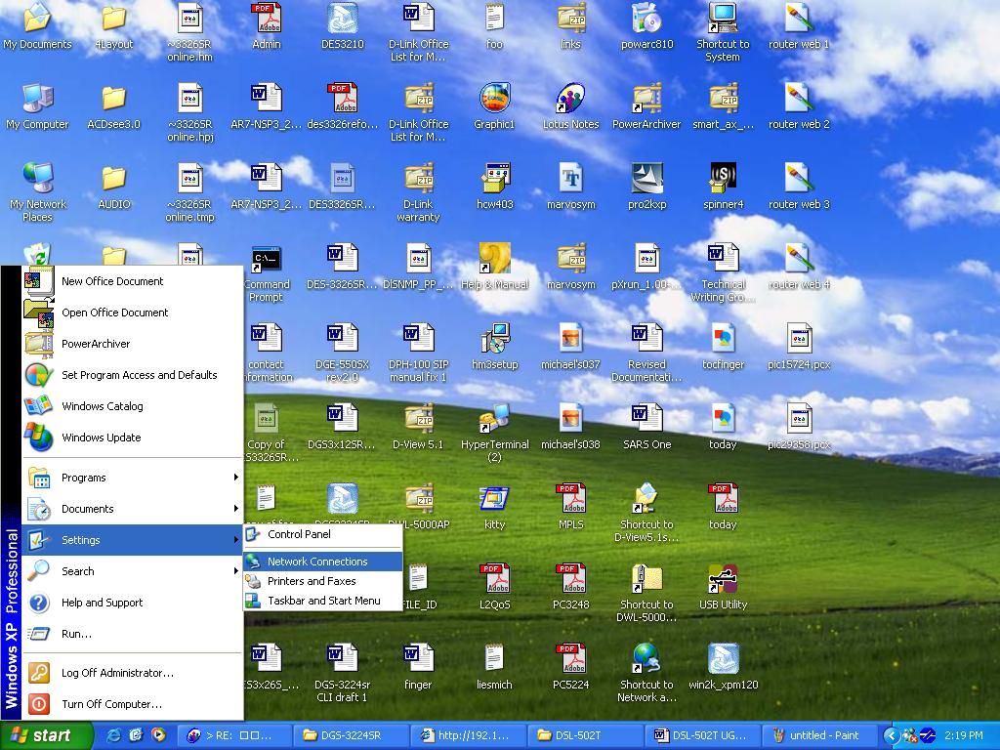 My Documents
4Layout
~3326SR
online.hm
Admin
DES3210
D-Link Office
List for M...
foo
links
powarc810
Shortcut to
System
router web 1
My Computer
ACDsee3.0
~3326SR
online.hpj
AR7-NSP3_2...
des3326refo...
D-Link Office
List for M...
Graphic1
Lotus Notes
PowerArchiver
smart_ax_...
router web 2
My Network
Places
AUDIO
~3326SR
online.tmp
AR7-NSP3_2...
DES3326SR...
D-Link
warranty
hcw403
marvosym
pro2kxp
spinner4
router web 3
Command
Prompt
DES-3326SR...
DISNMP_PP_...
Help & Manual
marvosym
pXrun_1.00-...
Technical
Writing Gro...
router web 4
contact
information
DGE-550SX
rev2.0
DPH-100 SIP
manual fix 1
hm3setup
michael's037
Revised
Documentati...
tocfinger
pic15724.pcx
Copy of
S3326SR...
DGS3x12SR...
D-View 5.1
HyperTerminal
(2)
michael's038
SARS One
today
pic29358.pcx
DWL-5000AP
kitty
MPLS
Shortcut to
D-View5.1s...
today
FILE_ID
L2QoS
PC3248
Shortcut to
DWL-5000...
USB Utility
S3x26S_...
DGS-3224sr
CLI draft 1
finger
liesmich
PC5224
Shortcut to
Network a...
win2k_xpm120
Windows XP Professional
New Office Document
Open Office Document
PowerArchiver
Set Program Access and Defaults
Windows Catalog
Windows Update
Programs
Documents
Settings
Search
Help and Support
Run...
Log Off Administrator...
Turn Off Computer...
Control Panel
Network Connections
Printers and Faxes
Taskbar and Start Menu
start
> RE: □□...
DGS-3224SR
http://192.1...
DSL-502T
DSL-502T UG...
untitled - Paint
2:19 PM